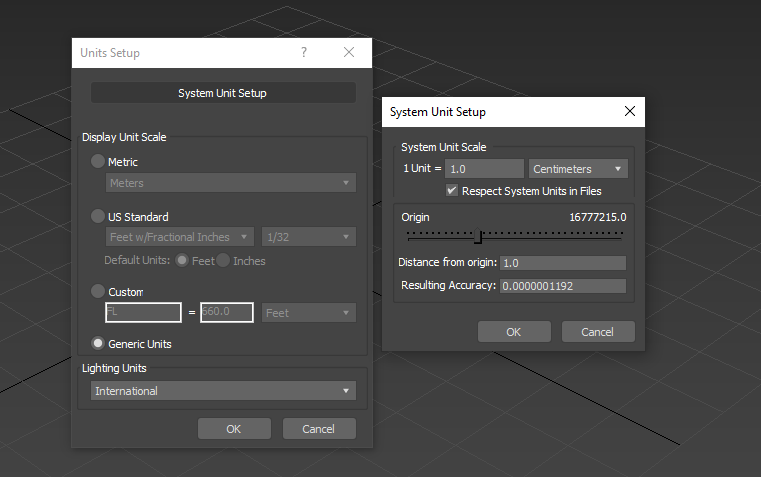 Units Setup
?
System Unit Setup
Display Unit Scale
Metric
Meters
US Standard
Feet w/Fractional Inches 1/32
Default Units: Feet Inches
Custom
FL = 660.0 Feet
Generic Units
Lighting Units
International
OK Cancel
System Unit Setup
System Unit Scale
1 Unit = 1.0 Centimeters
Respect System Units in Files
Origin 16777215.0
Distance from origin: 1.0
Resulting Accuracy: 0.0000001192
OK Cancel